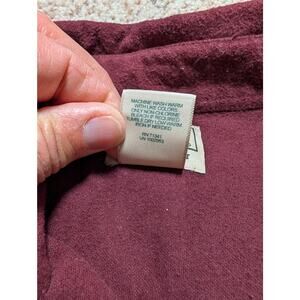 MACHINE WASH WARM
WITH LIKE COLORS
ONLY NON-CHLORINE
BLEACH IF REQUIRED
TUMBLE DRY LOW WARM
IRON IF NEEDED
RN 71341